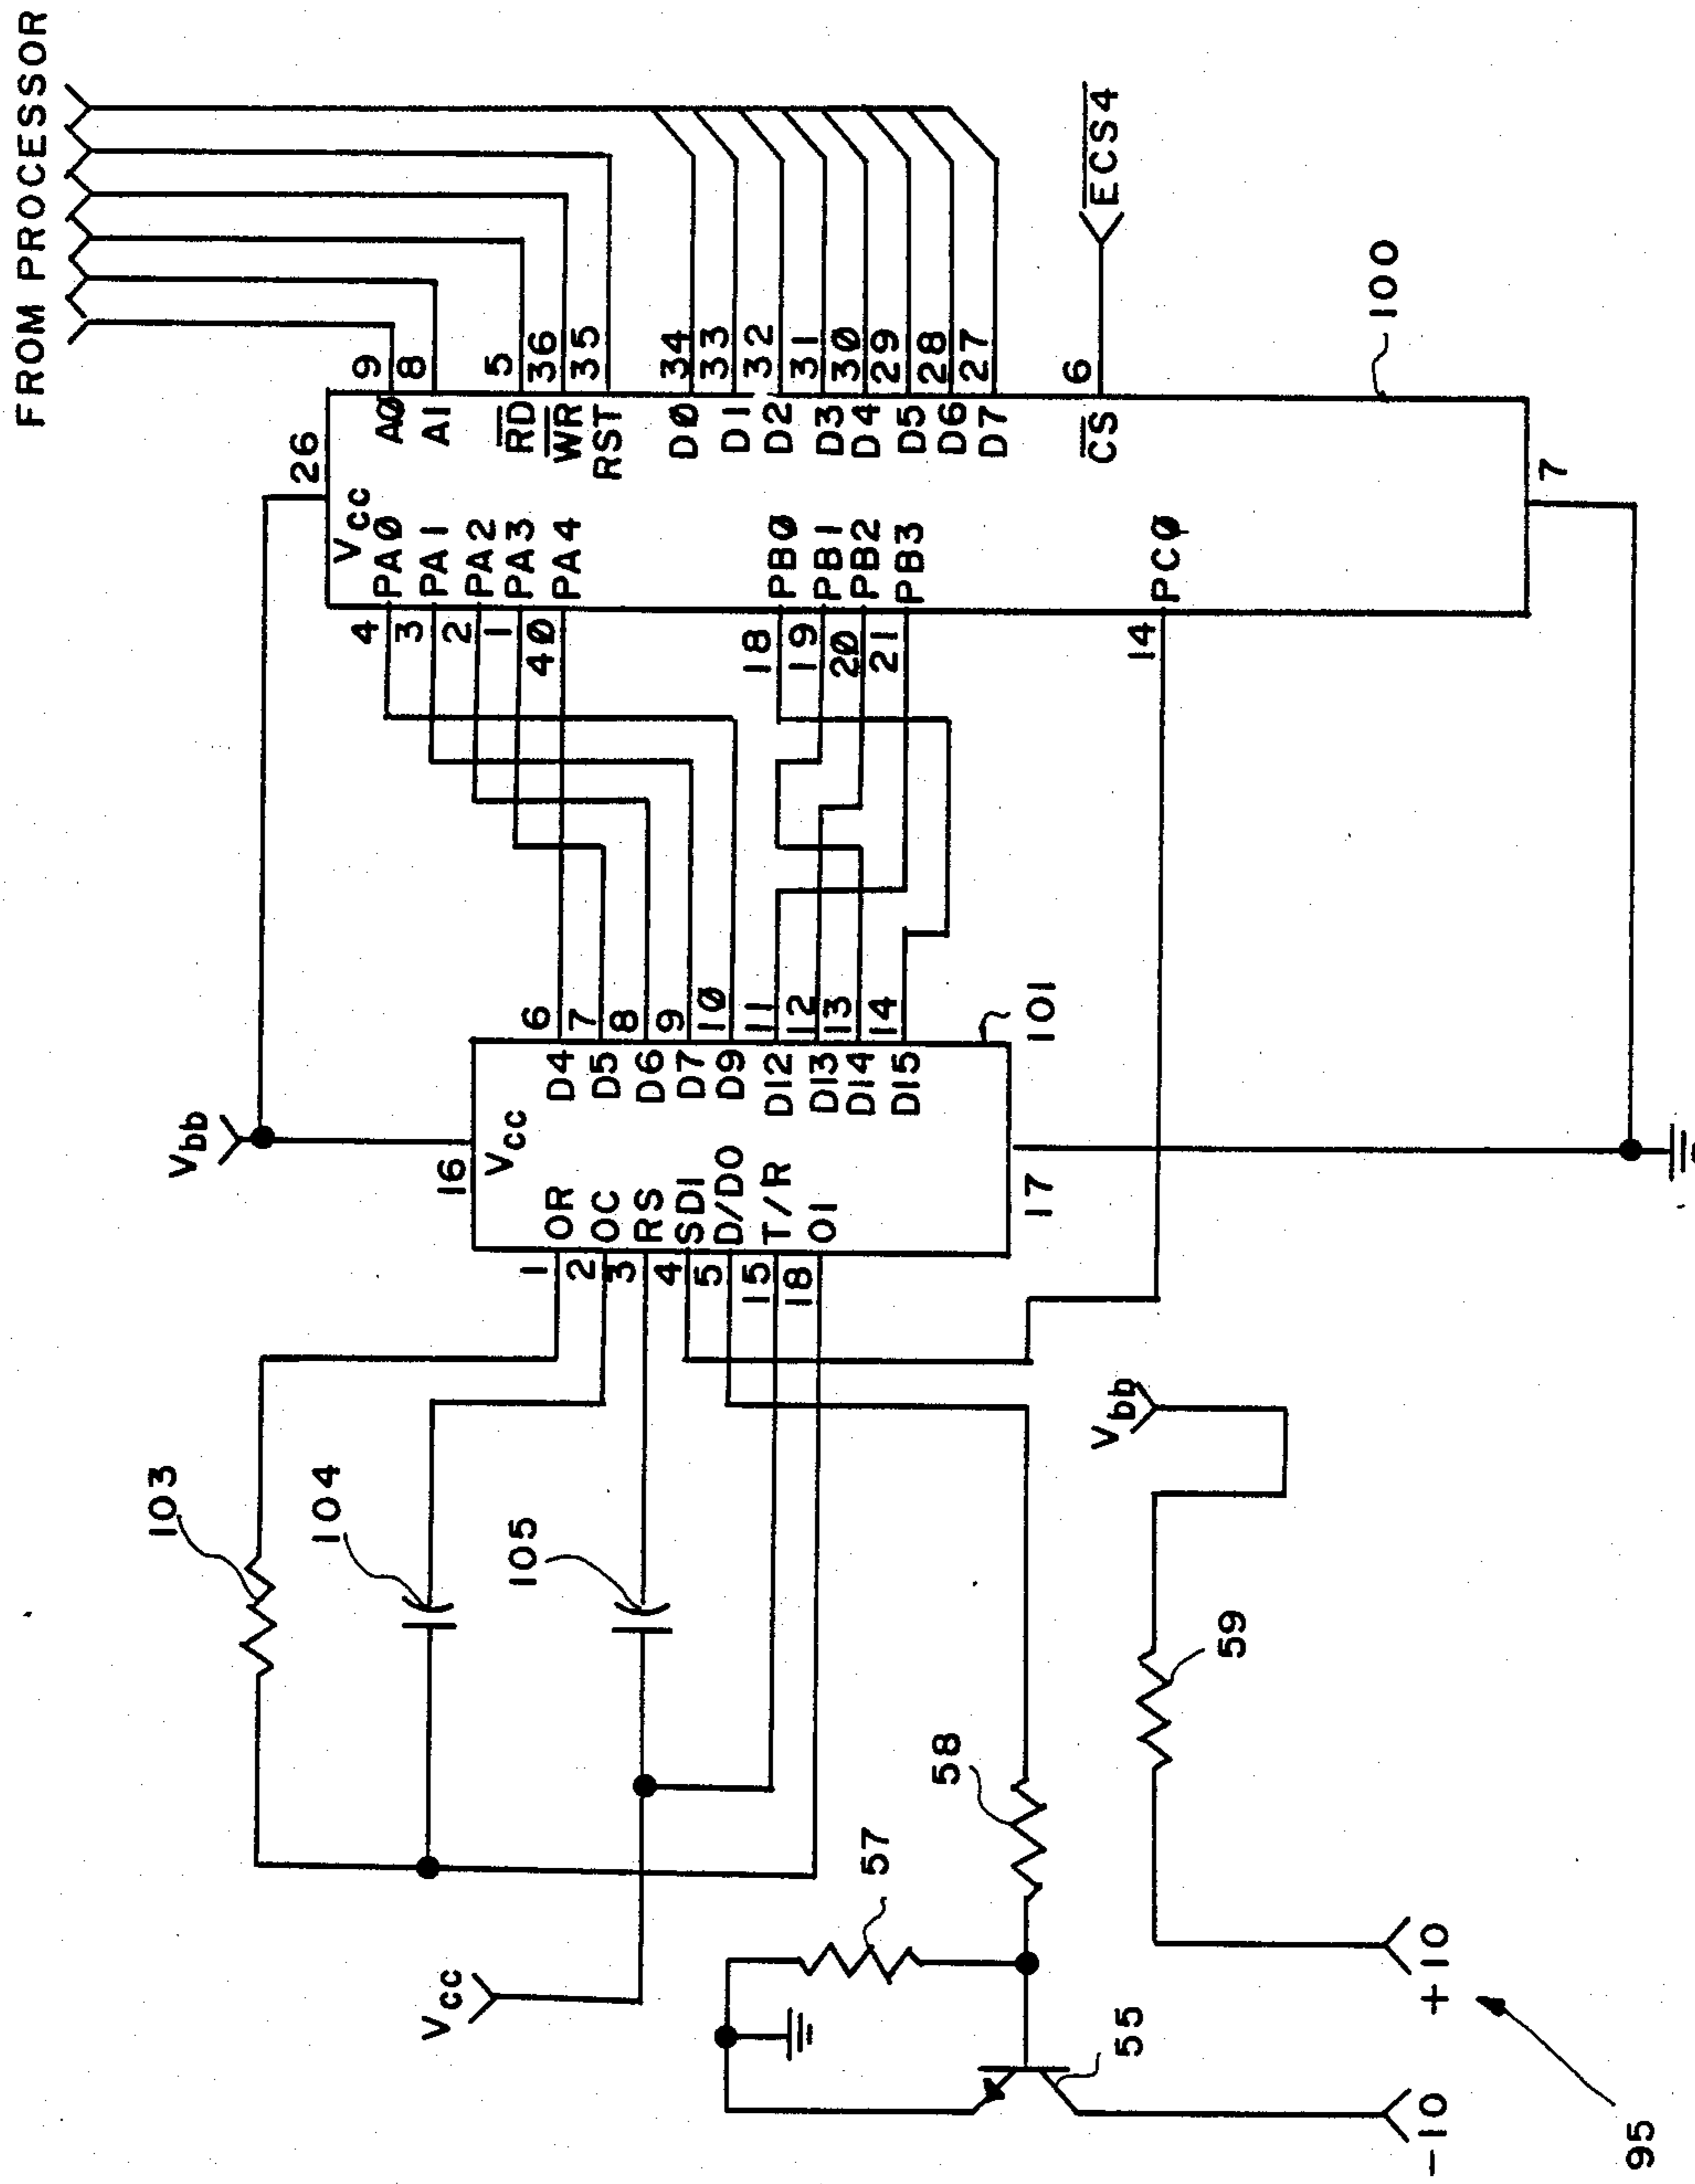 FROM PROCESSOR
26
Vcc
9 A0
8 A1
5 R̅D̅
36 W̅R̅
35 RST
34 D0
33 D1
32 D2
31 D3
30 D4
29 D5
28 D6
27 D7
6 C̅S̅
E̅C̅S̅4̅
100
7
4 PA0
3 PA1
2 PA2
1 PA3
40 PA4
18 PB0
19 PB1
20 PB2
21 PB3
14 PC0
Vbb
16
Vcc
6 D4
7 D5
8 D6
9 D7
10 D9
11 D12
12 D13
13 D14
14 D15
101
17
1 OR
2 OC
3 RS
4 SDI
5 D/DO
15 T/R
18 OI
103
104
105
Vcc
Vbb
57
58
59
55
-10
+10
95